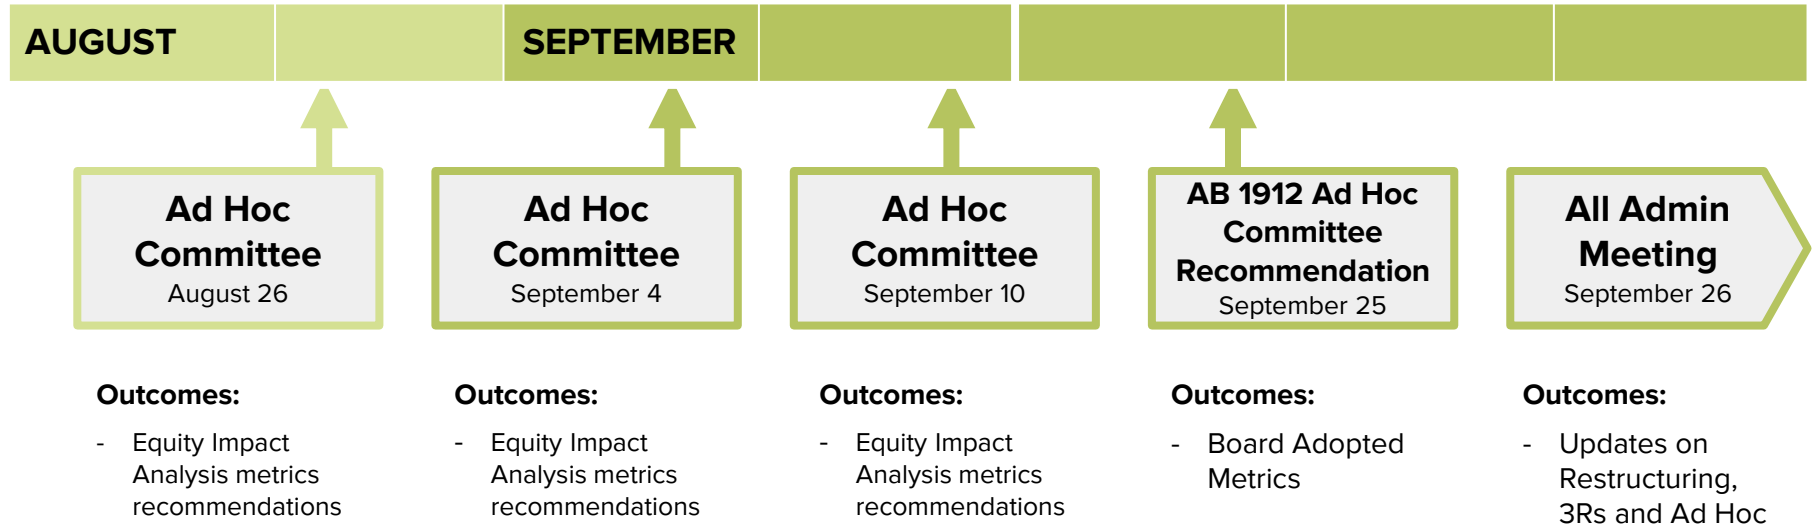 AUGUST
SEPTEMBER
Ad Hoc
Committee
August 26
Ad Hoc
Committee
September 4
Ad Hoc
Committee
September 10
AB 1912 Ad Hoc
Committee
Recommendation
September 25
All Admin
Meeting
September 26
Outcomes:
- Equity Impact
Analysis metrics
recommendations
Outcomes:
- Equity Impact
Analysis metrics
recommendations
Outcomes:
- Equity Impact
Analysis metrics
recommendations
Outcomes:
- Board Adopted
Metrics
Outcomes:
- Updates on
Restructuring,
3Rs and Ad Hoc